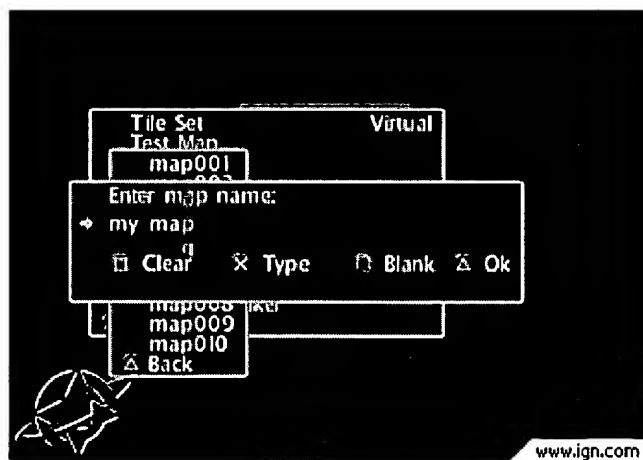 Tile Set Virtual
Test Map
map001
Enter map name:
my map
q
Clear Type Blank Ok
map008
map009
map010
Back
www.ign.com